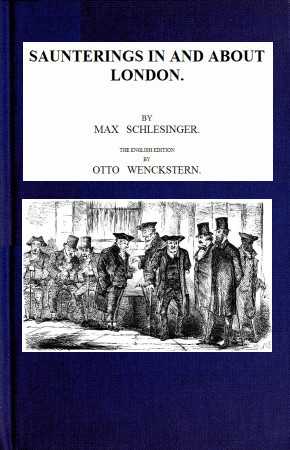 SAUNTERINGS IN AND ABOUT
LONDON.
BY
MAX SCHLESINGER.
THE ENGLISH EDITION
BY
OTTO WENCKSTERN.